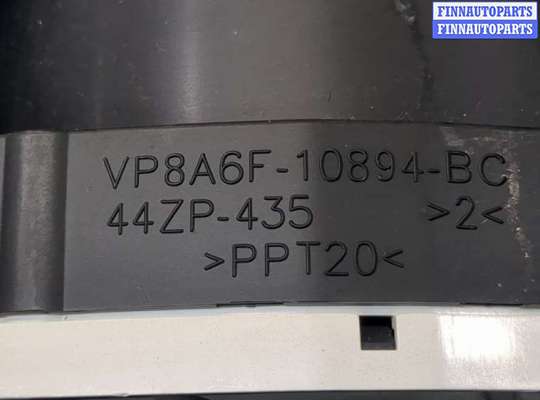 FINNAUTOPARTS
FINNAUTOPARTS
VP8A6F-10894-BC
44ZP-435 >2<
>PPT20<